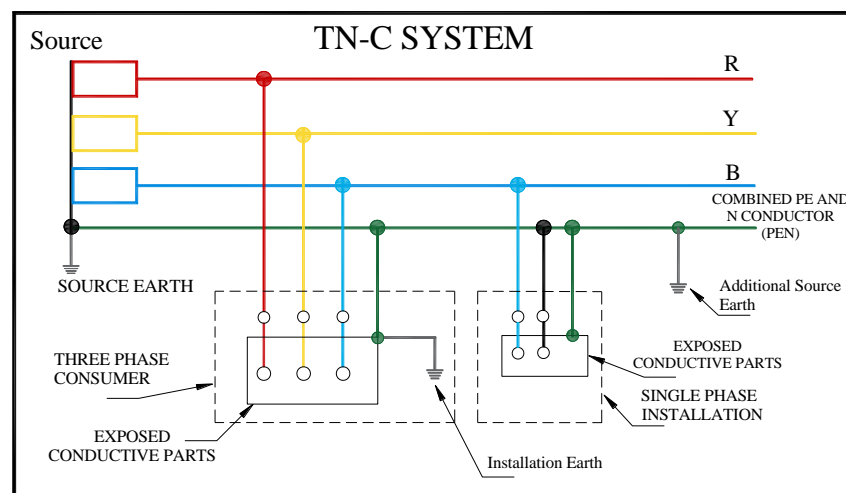 Source
TN-C SYSTEM
R
Y
B
COMBINED PE AND
N CONDUCTOR
(PEN)
SOURCE EARTH
Additional Source
Earth
THREE PHASE
CONSUMER
EXPOSED
CONDUCTIVE PARTS
SINGLE PHASE
INSTALLATION
EXPOSED
CONDUCTIVE PARTS
Installation Earth